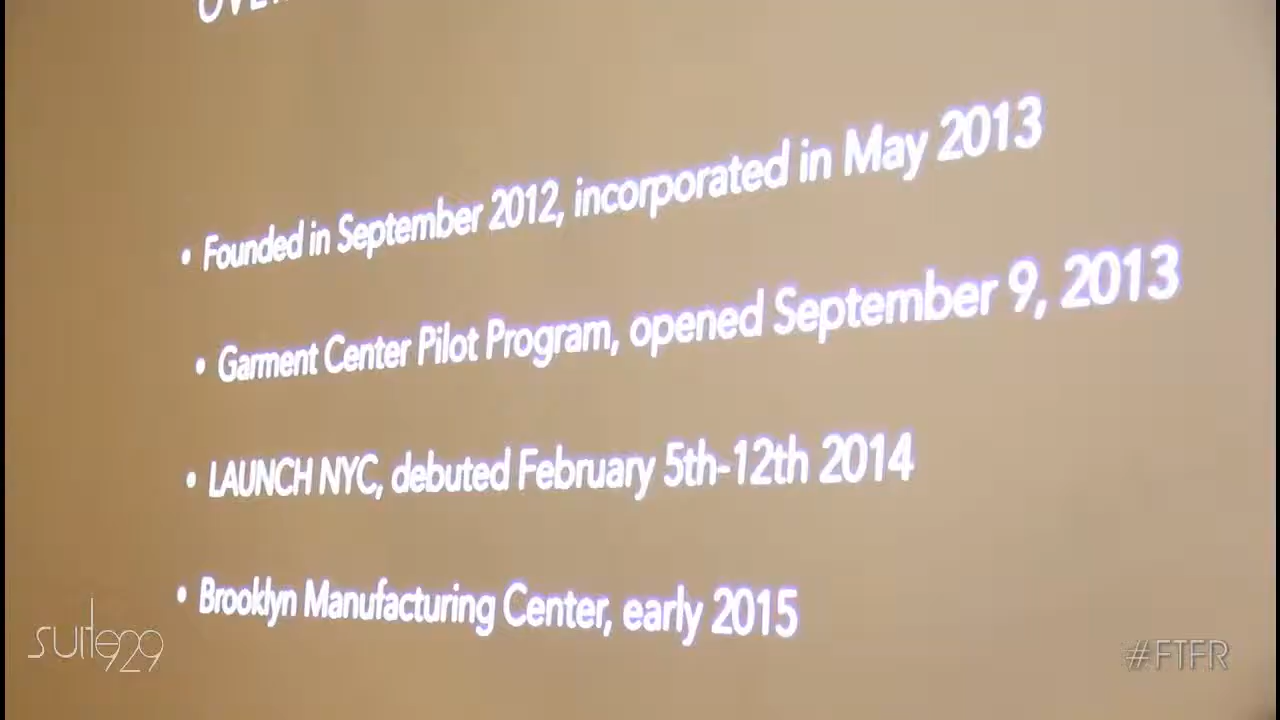 • Founded in September 2012, incorporated in May 2013
• Garment Center Pilot Program, opened September 9, 2013
• LAUNCH NYC, debuted February 5th-12th 2014
• Brooklyn Manufacturing Center, early 2015
suite929
#FTFR